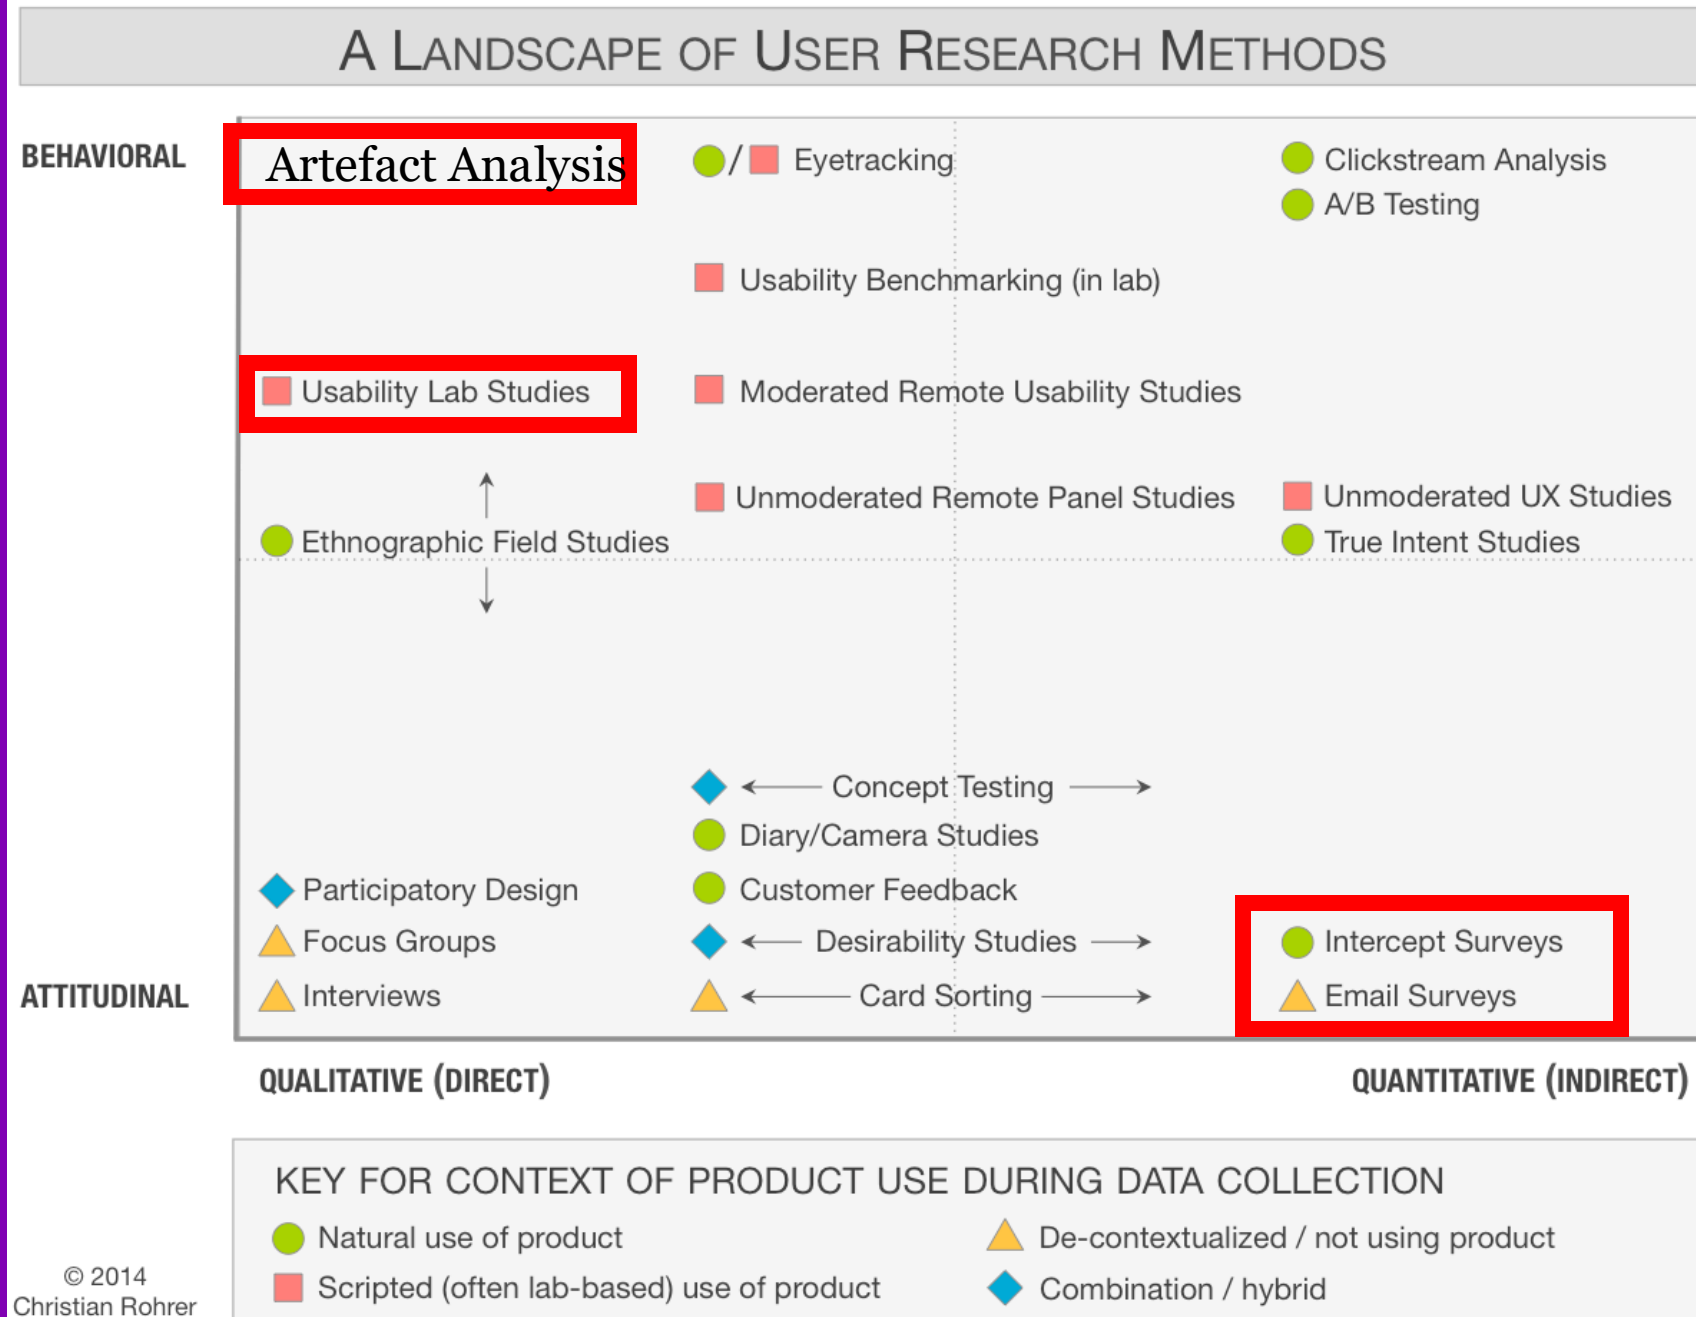 A LANDSCAPE OF USER RESEARCH METHODS
BEHAVIORAL
Artefact Analysis
/ Eyetracking
Clickstream Analysis
A/B Testing
Usability Benchmarking (in lab)
Usability Lab Studies
Moderated Remote Usability Studies
Unmoderated Remote Panel Studies
Unmoderated UX Studies
Ethnographic Field Studies
True Intent Studies
Concept Testing
Diary/Camera Studies
Participatory Design
Customer Feedback
Focus Groups
Desirability Studies
Intercept Surveys
ATTITUDINAL
Interviews
Card Sorting
Email Surveys
QUALITATIVE (DIRECT)
QUANTITATIVE (INDIRECT)
KEY FOR CONTEXT OF PRODUCT USE DURING DATA COLLECTION
Natural use of product
De-contextualized / not using product
Scripted (often lab-based) use of product
Combination / hybrid
© 2014
Christian Rohrer